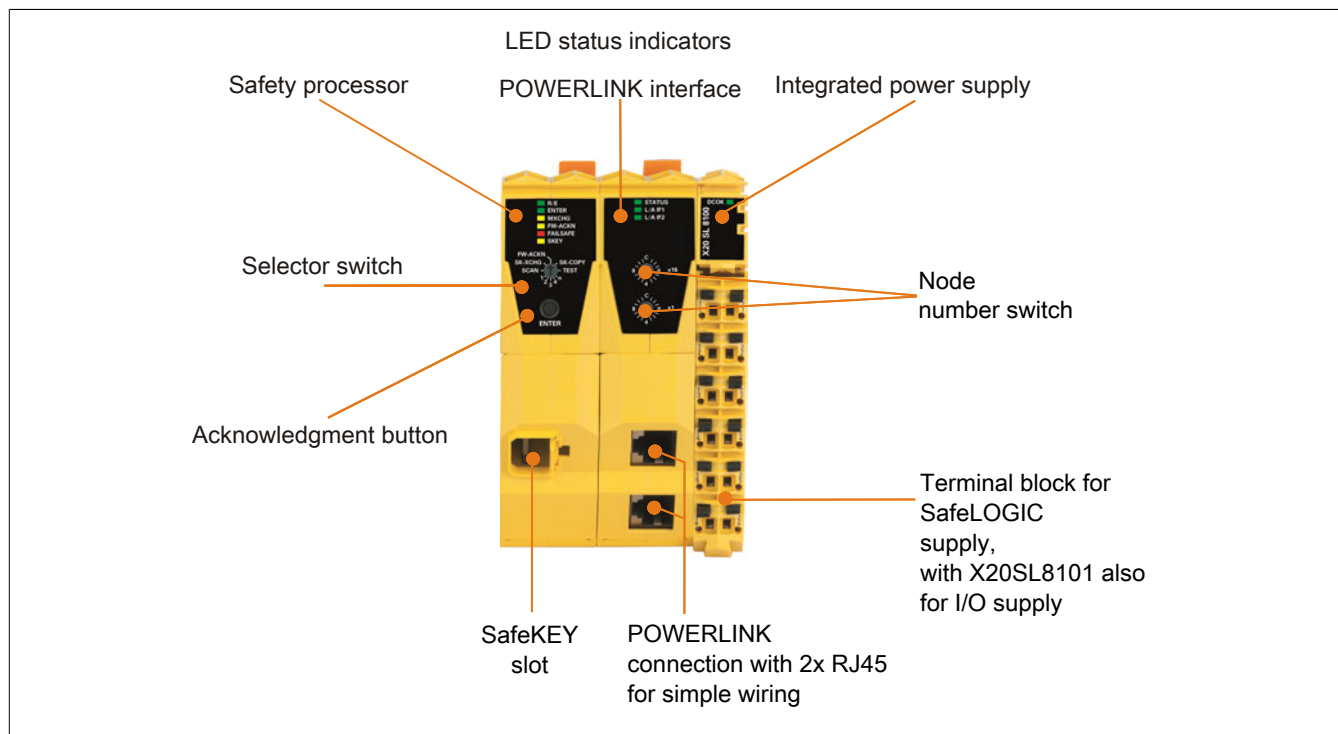 LED status indicators
Safety processor
POWERLINK interface
Integrated power supply
R/E
ENTER
MXCHG
FW-ACKN
FAILSAFE
SKEY
STATUS
L/A IF1
L/A IF2
DCOK
X20 SL 8100
FW-ACKN
SK-XCHG SK-COPY
SCAN TEST
C
x16
x1
ENTER
Selector switch
Node
number switch
Acknowledgment button
Terminal block for
SafeLOGIC
supply,
with X20SL8101 also
for I/O supply
SafeKEY
slot
POWERLINK
connection with 2x RJ45
for simple wiring